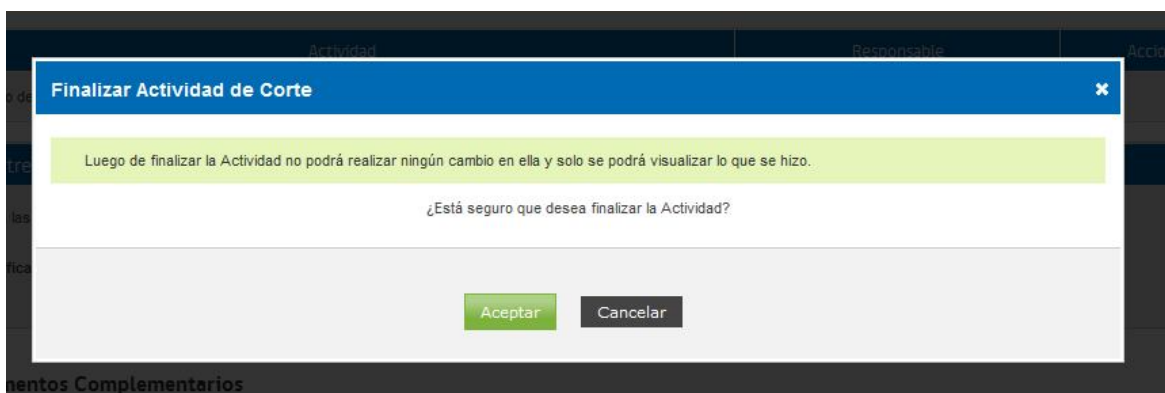 Actividad Responsable
Finalizar Actividad de Corte
Luego de finalizar la Actividad no podrá realizar ningún cambio en ella y solo se podrá visualizar lo que se hizo.
las
¿Está seguro que desea finalizar la Actividad?
Aceptar Cancelar
Complementarios